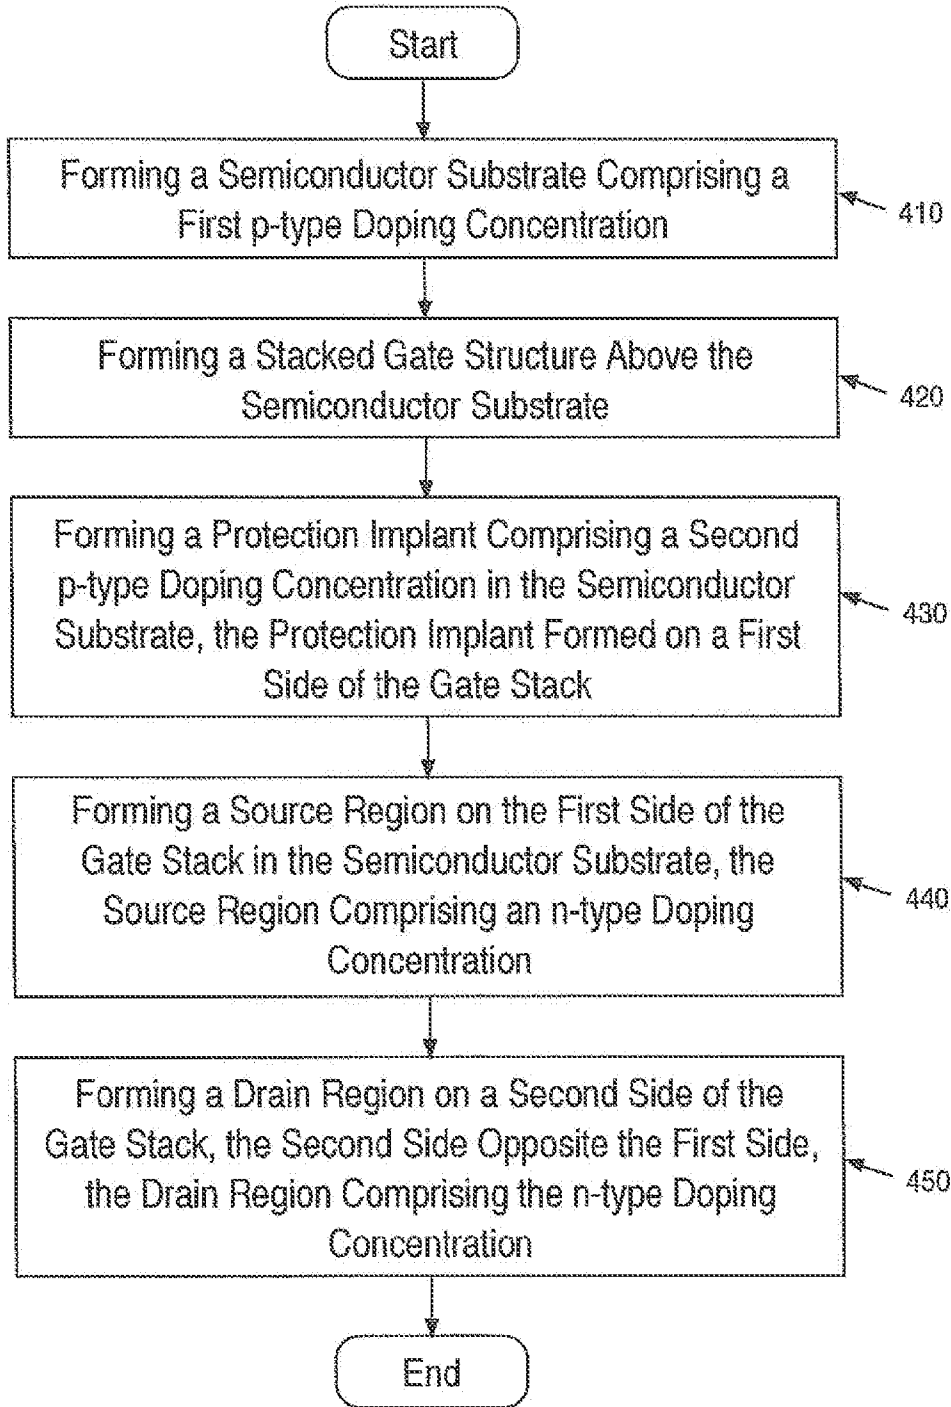 Start
Forming a Semiconductor Substrate Comprising a
First p-type Doping Concentration
410
Forming a Stacked Gate Structure Above the
Semiconductor Substrate
420
Forming a Protection Implant Comprising a Second
p-type Doping Concentration in the Semiconductor
Substrate, the Protection Implant Formed on a First
Side of the Gate Stack
430
Forming a Source Region on the First Side of the
Gate Stack in the Semiconductor Substrate, the
Source Region Comprising an n-type Doping
Concentration
440
Forming a Drain Region on a Second Side of the
Gate Stack, the Second Side Opposite the First Side,
the Drain Region Comprising the n-type Doping
Concentration
450
End